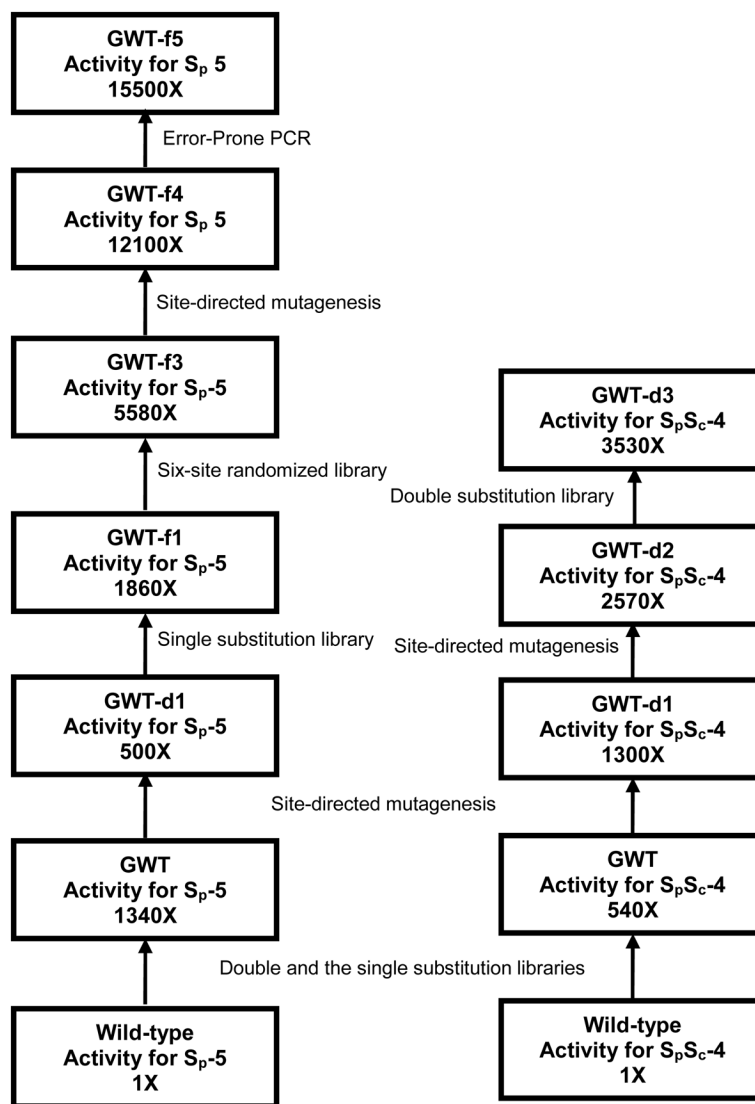 GWT-f5
Activity for Sₚ 5
15500X
Error-Prone PCR
GWT-f4
Activity for Sₚ 5
12100X
Site-directed mutagenesis
GWT-f3
Activity for Sₚ-5
5580X
Six-site randomized library
GWT-f1
Activity for Sₚ-5
1860X
Single substitution library
GWT-d1
Activity for Sₚ-5
500X
GWT-d3
Activity for SₚS꜀-4
3530X
Double substitution library
GWT-d2
Activity for SₚS꜀-4
2570X
Site-directed mutagenesis
GWT-d1
Activity for SₚS꜀-4
1300X
Site-directed mutagenesis
GWT
Activity for Sₚ-5
1340X
GWT
Activity for SₚS꜀-4
540X
Double and the single substitution libraries
Wild-type
Activity for Sₚ-5
1X
Wild-type
Activity for SₚS꜀-4
1X